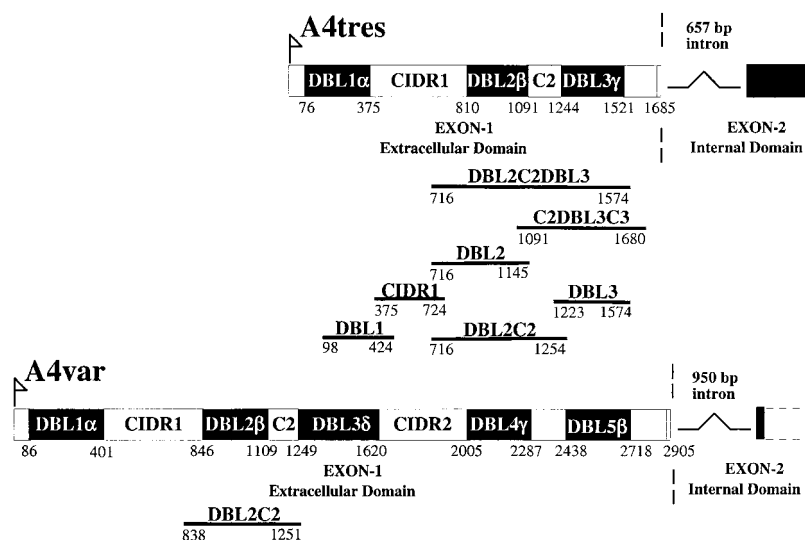 A4tres
657 bp
intron
DBL1α CIDR1 DBL2β C2 DBL3γ
76 375 810 1091 1244 1521 1685
EXON-1
Extracellular Domain
EXON-2
Internal Domain
DBL2C2DBL3
716 1574
C2DBL3C3
1091 1680
DBL2
716 1145
CIDR1
375 724
DBL3
1223 1574
DBL1
98 424
DBL2C2
716 1254
A4var
950 bp
intron
DBL1α CIDR1 DBL2β C2 DBL3δ CIDR2 DBL4γ DBL5β
86 401 846 1109 1249 1620 2005 2287 2438 2718 2905
EXON-1
Extracellular Domain
EXON-2
Internal Domain
DBL2C2
838 1251